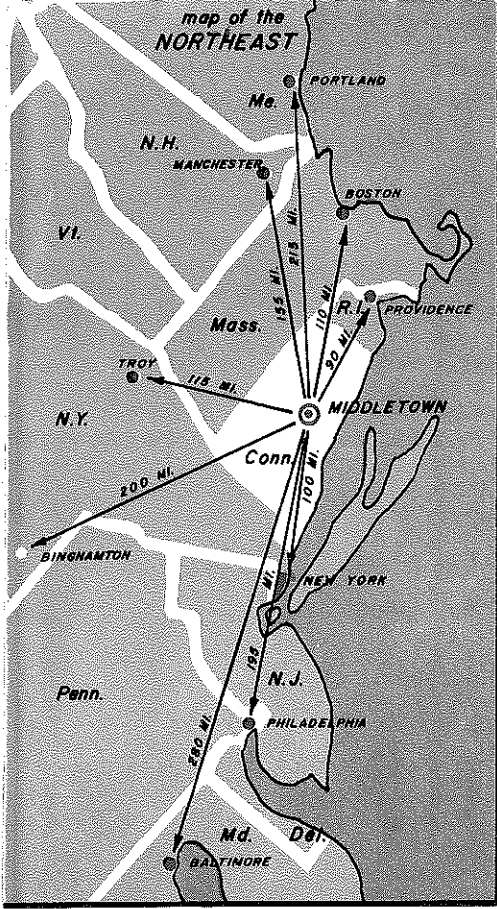 map of the
NORTHEAST
PORTLAND
Me.
N.H.
MANCHESTER
BOSTON
215 MI.
Vt.
155 MI.
110 MI.
R.I.
PROVIDENCE
Mass.
90 MI.
TROY
115 MI.
MIDDLETOWN
N.Y.
Conn.
100 MI.
200 MI.
BINGHAMTON
NEW YORK
195 MI.
N.J.
Penn.
PHILADELPHIA
280 MI.
Md.
Del.
BALTIMORE